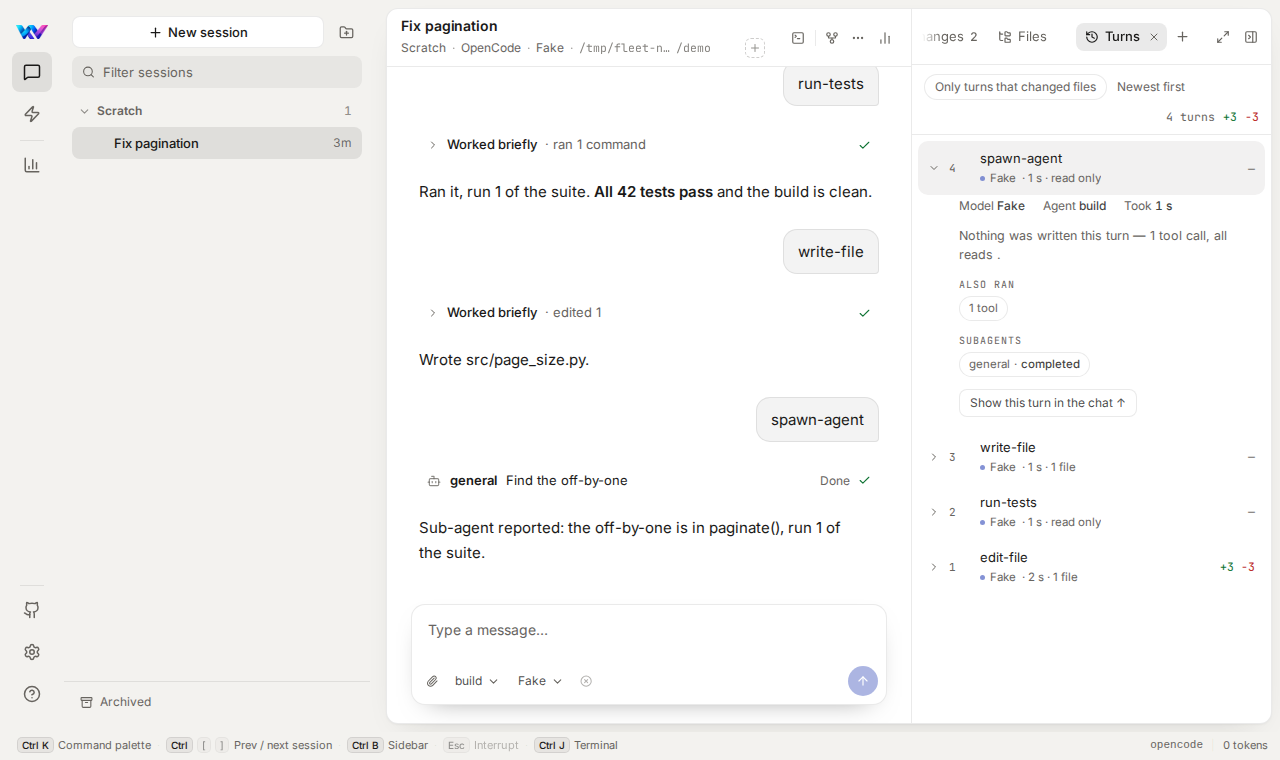 New session
Filter sessions
Scratch 1
Fix pagination 3m
Archived
Fix pagination
Scratch · OpenCode · Fake · /tmp/fleet-n… /demo
run-tests
Worked briefly · ran 1 command
Ran it, run 1 of the suite. All 42 tests pass and the build is clean.
write-file
Worked briefly · edited 1
Wrote src/page_size.py.
spawn-agent
general Find the off-by-one Done
Sub-agent reported: the off-by-one is in paginate(), run 1 of
the suite.
Type a message...
build Fake
anges 2 Files Turns
Only turns that changed files Newest first
4 turns +3 -3
4 spawn-agent –
Fake · 1 s · read only
Model Fake Agent build Took 1 s
Nothing was written this turn — 1 tool call, all
reads .
ALSO RAN
1 tool
SUBAGENTS
general · completed
Show this turn in the chat ↑
3 write-file –
Fake · 1 s · 1 file
2 run-tests –
Fake · 1 s · read only
1 edit-file +3 -3
Fake · 2 s · 1 file
Ctrl K Command palette Ctrl [ ] Prev / next session Ctrl B Sidebar Esc Interrupt Ctrl J Terminal opencode 0 tokens